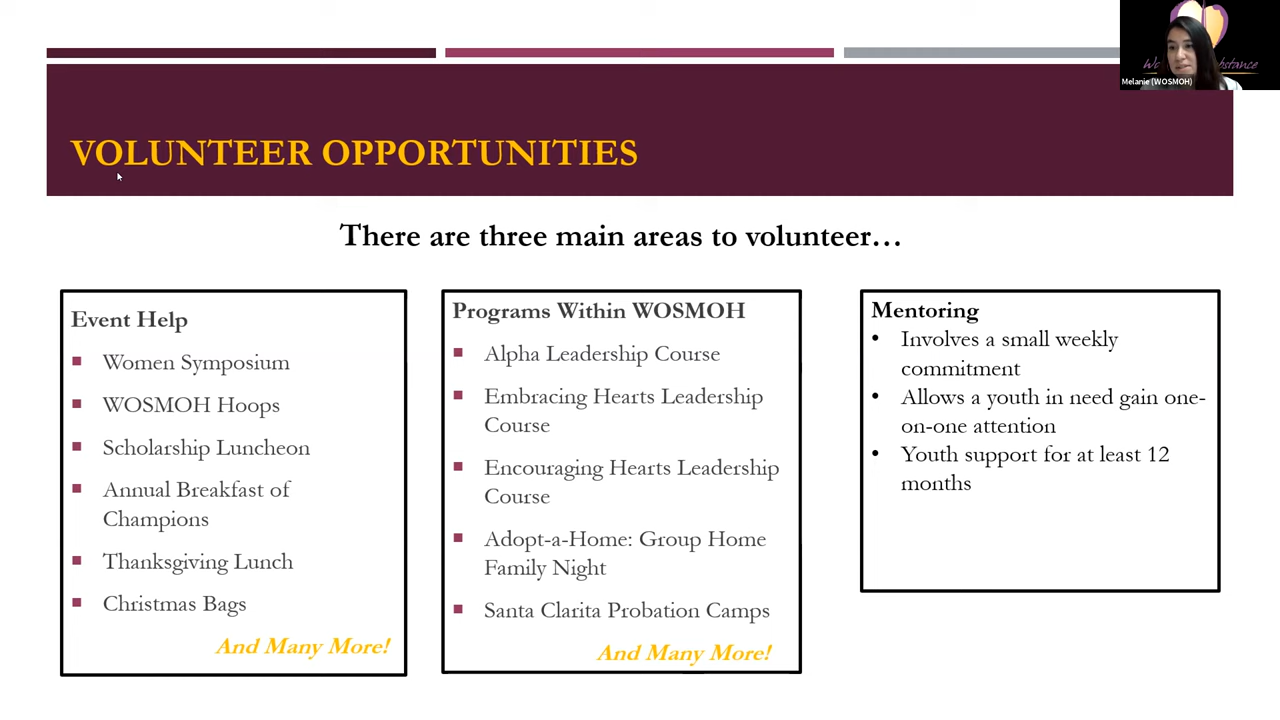 VOLUNTEER OPPORTUNITIES
Melanie (WOSMOH)
There are three main areas to volunteer…
Event Help
Women Symposium
WOSMOH Hoops
Scholarship Luncheon
Annual Breakfast of
Champions
Thanksgiving Lunch
Christmas Bags
And Many More!
Programs Within WOSMOH
Alpha Leadership Course
Embracing Hearts Leadership
Course
Encouraging Hearts Leadership
Course
Adopt-a-Home: Group Home
Family Night
Santa Clarita Probation Camps
And Many More!
Mentoring
• Involves a small weekly
commitment
• Allows a youth in need gain one-
on-one attention
• Youth support for at least 12
months